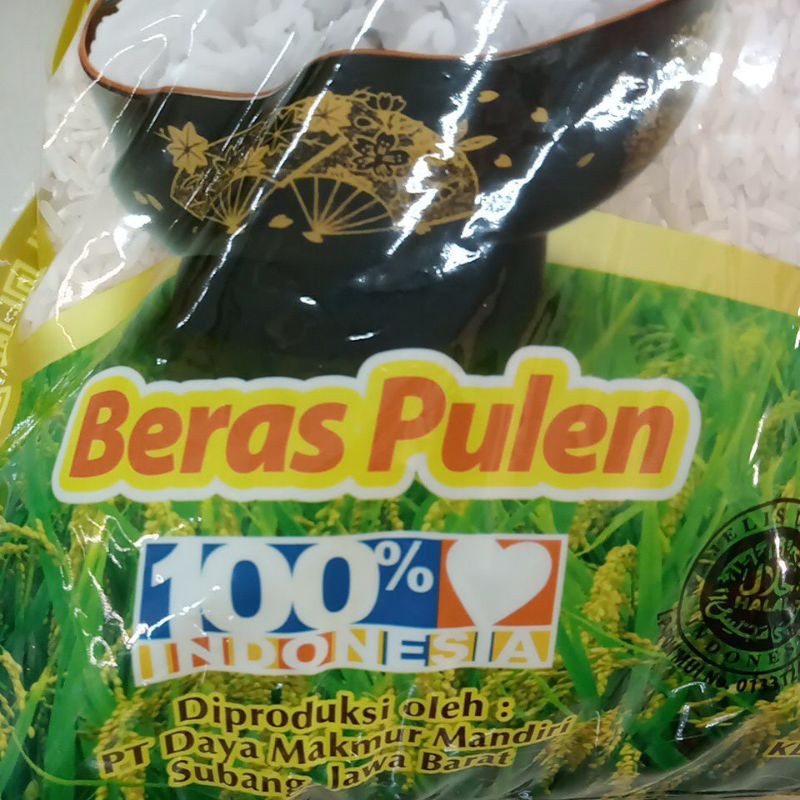 Beras Pulen
100%
INDONESIA
Diproduksi oleh :
PT Daya Makmur Mandiri
Subang, Jawa Barat
HALAL